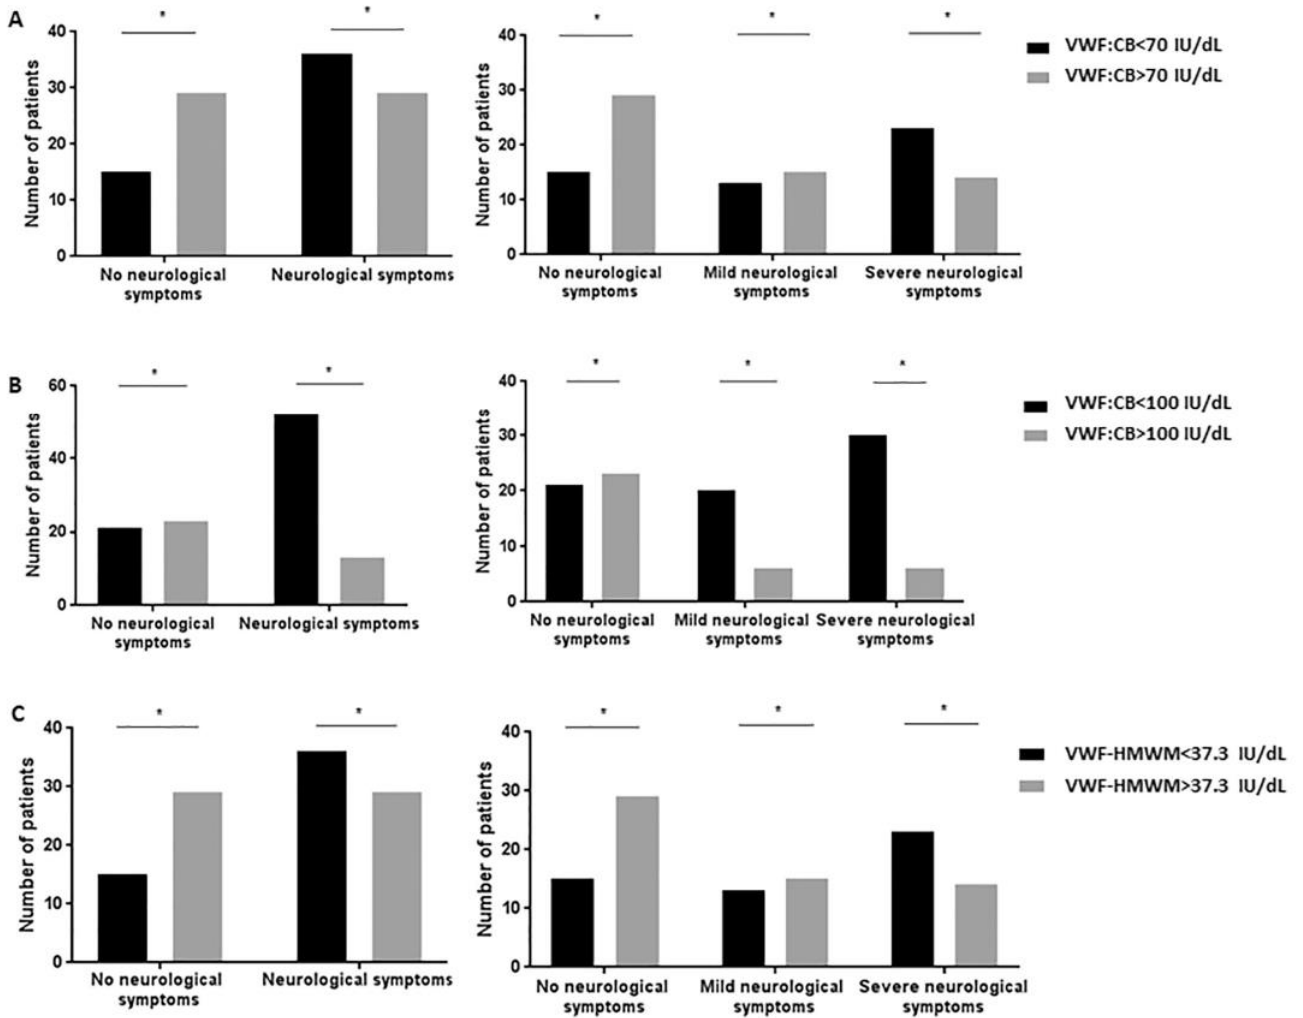 A
Number of patients
40
30
20
10
0
*
*
No neurological
symptoms
Neurological symptoms
Number of patients
40
30
20
10
0
*
*
*
No neurological
symptoms
Mild neurological
symptoms
Severe neurological
symptoms
VWF:CB<70 IU/dL
VWF:CB>70 IU/dL
B
Number of patients
60
40
20
0
*
*
No neurological
symptoms
Neurological symptoms
Number of patients
40
30
20
10
0
*
*
*
No neurological
symptoms
Mild neurological
symptoms
Severe neurological
symptoms
VWF:CB<100 IU/dL
VWF:CB>100 IU/dL
C
Number of patients
40
30
20
10
0
*
*
No neurological
symptoms
Neurological symptoms
Number of patients
40
30
20
10
0
*
*
*
No neurological
symptoms
Mild neurological
symptoms
Severe neurological
symptoms
VWF-HMWM<37.3 IU/dL
VWF-HMWM>37.3 IU/dL